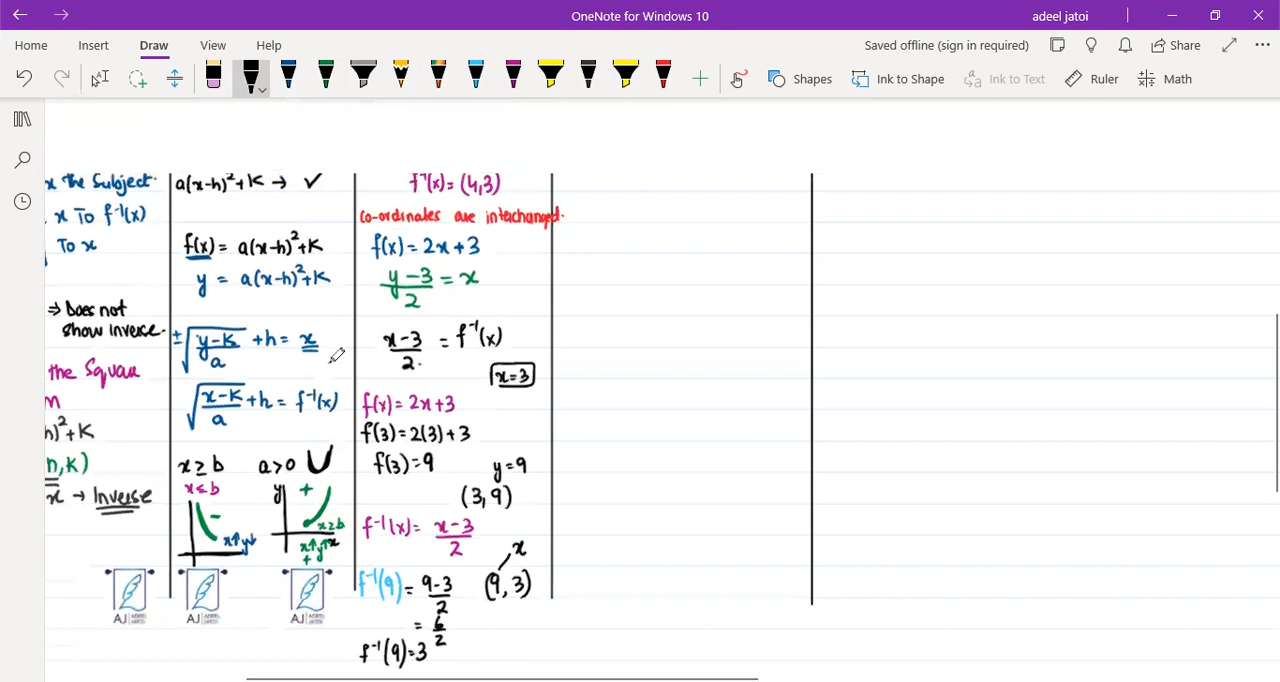 OneNote for Windows 10
adeel jatoi
Home Insert Draw View Help
Saved offline (sign in required)
Share
Shapes
Ink to Shape
Ink to Text
Ruler
Math
x the Subject
x To f⁻¹(x)
To x
⇒ Does not
show inverse.
the Square
)²+K
,K)
x → Inverse
a(x-h)²+K → ✓
f(x) = a(x-h)²+K
y = a(x-h)²+K
±√((y-K)/a) +h = x
√((x-K)/a) +h = f⁻¹(x)
x ≥ b a>0
x ≤ b
y +
-
x≥b
x↑y↓
x↑y↑ x
+
AJ
AJ
AJ
f⁻¹(x) = (4,3)
co-ordinates are interchanged.
f(x) = 2x+3
(y-3)/2 = x
(x-3)/2 = f⁻¹(x)
x=3
f(x) = 2x+3
f(3) = 2(3)+3
f(3) = 9 y=9
(3,9)
f⁻¹(x) = (x-3)/2
x
f⁻¹(9) = (9-3)/2 (9,3)
= 6/2
f⁻¹(9) = 3